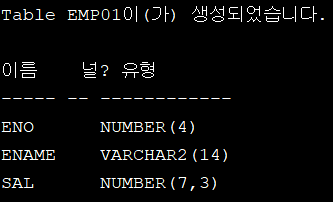 Table EMP01이(가) 생성되었습니다.
이름    널? 유형
----- -- ------------
ENO      NUMBER(4)
ENAME    VARCHAR2(14)
SAL      NUMBER(7,3)